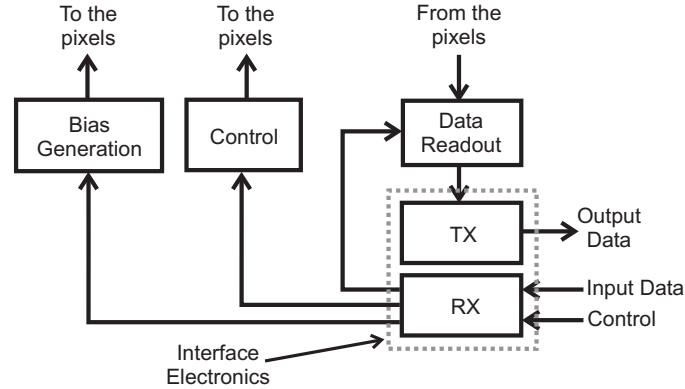 To the
pixels
To the
pixels
From the
pixels
Bias
Generation
Control
Data
Readout
TX
Output
Data
RX
Input Data
Control
Interface
Electronics